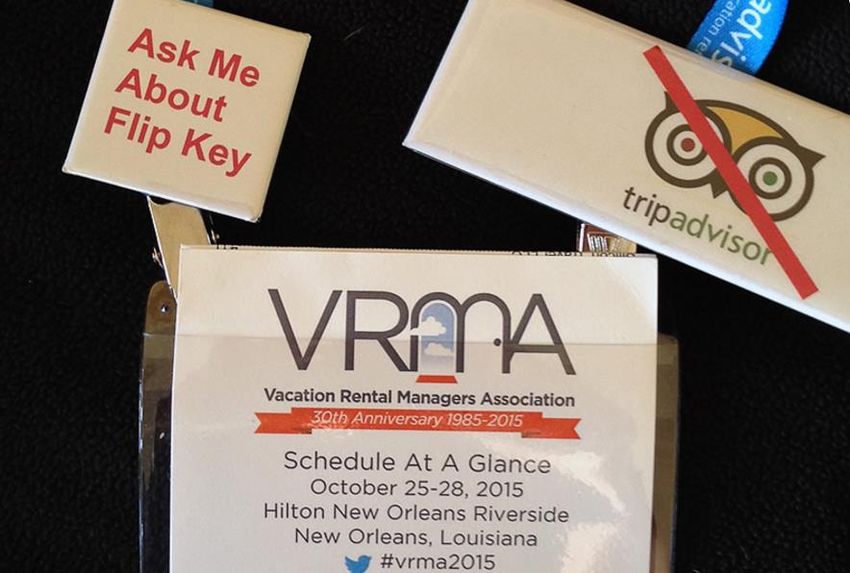 Ask Me
About
Flip Key
advis
tripadvisor
VRMA
Vacation Rental Managers Association
30th Anniversary 1985-2015
Schedule At A Glance
October 25-28, 2015
Hilton New Orleans Riverside
New Orleans, Louisiana
#vrma2015